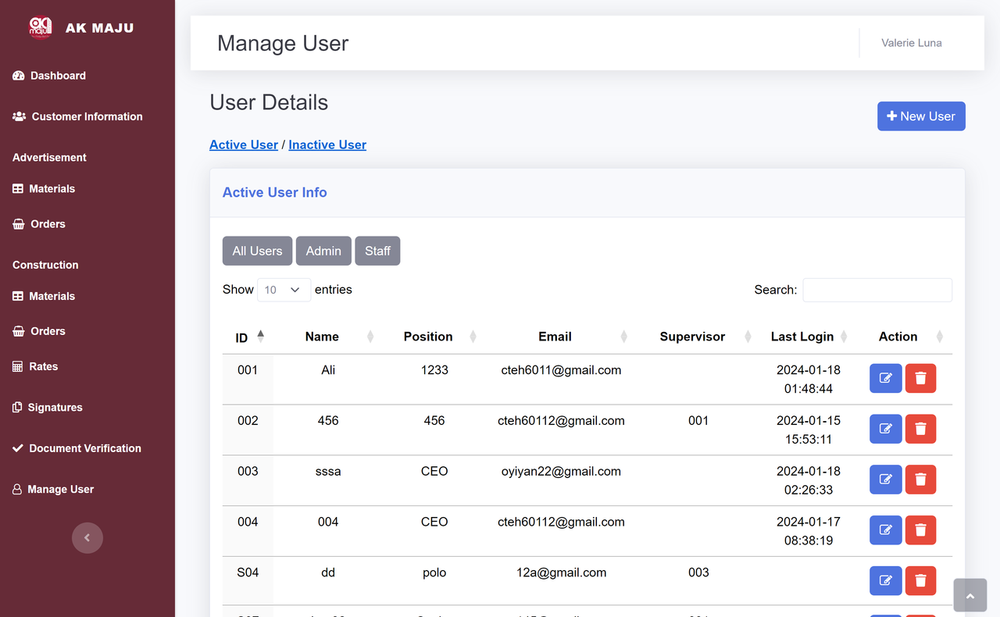 AK MAJU
Dashboard
Customer Information
Advertisement
Materials
Orders
Construction
Materials
Orders
Rates
Signatures
Document Verification
Manage User
Manage User
Valerie Luna
User Details
New User
Active User / Inactive User
Active User Info
All Users Admin Staff
Show 10 entries
Search:
ID Name Position Email Supervisor Last Login Action
001 Ali 1233 cteh6011@gmail.com 2024-01-18
01:48:44
002 456 456 cteh60112@gmail.com 001 2024-01-15
15:53:11
003 sssa CEO oyiyan22@gmail.com 2024-01-18
02:26:33
004 004 CEO cteh60112@gmail.com 2024-01-17
08:38:19
S04 dd polo 12a@gmail.com 003